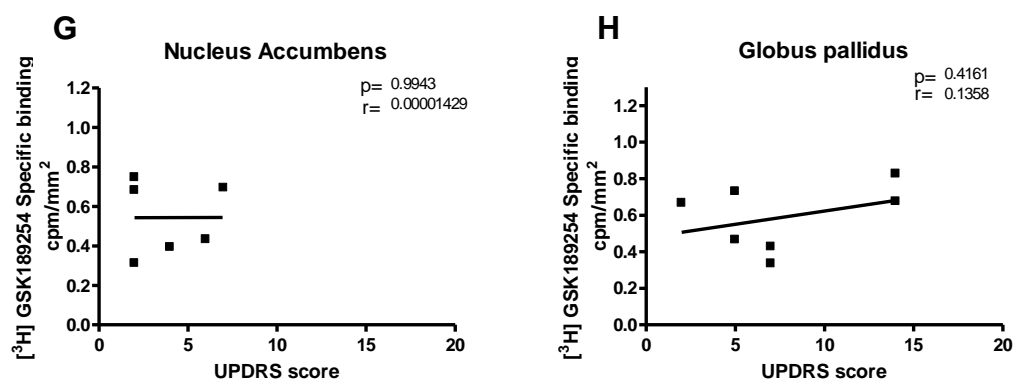 G
Nucleus Accumbens
p= 0.9943
r= 0.00001429
[³H] GSK189254 Specific binding
cpm/mm²
1.2
1.0
0.8
0.6
0.4
0.2
0.0
0 5 10 15 20
UPDRS score
H
Globus pallidus
p= 0.4161
r= 0.1358
[³H] GSK189254 Specific binding
cpm/mm²
1.2
1.0
0.8
0.6
0.4
0.2
0.0
0 5 10 15 20
UPDRS score